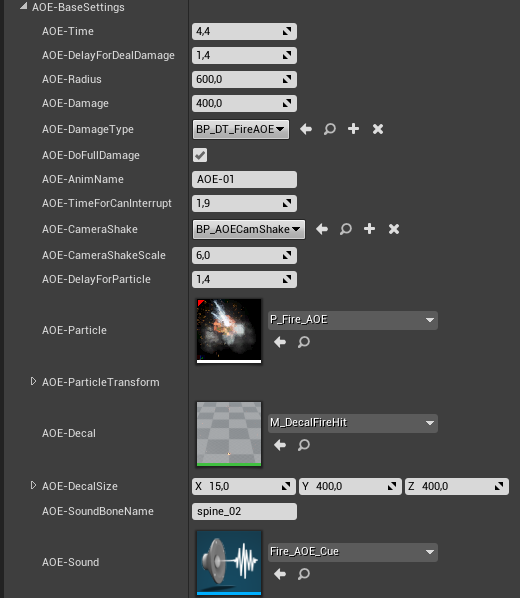 AOE-BaseSettings
AOE-Time 4,4
AOE-DelayForDealDamage 1,4
AOE-Radius 600,0
AOE-Damage 400,0
AOE-DamageType BP_DT_FireAOE
AOE-DoFullDamage
AOE-AnimName AOE-01
AOE-TimeForCanInterrupt 1,9
AOE-CameraShake BP_AOECamShake
AOE-CameraShakeScale 6,0
AOE-DelayForParticle 1,4
AOE-Particle P_Fire_AOE
AOE-ParticleTransform
AOE-Decal M_DecalFireHit
AOE-DecalSize X 15,0 Y 400,0 Z 400,0
AOE-SoundBoneName spine_02
AOE-Sound Fire_AOE_Cue